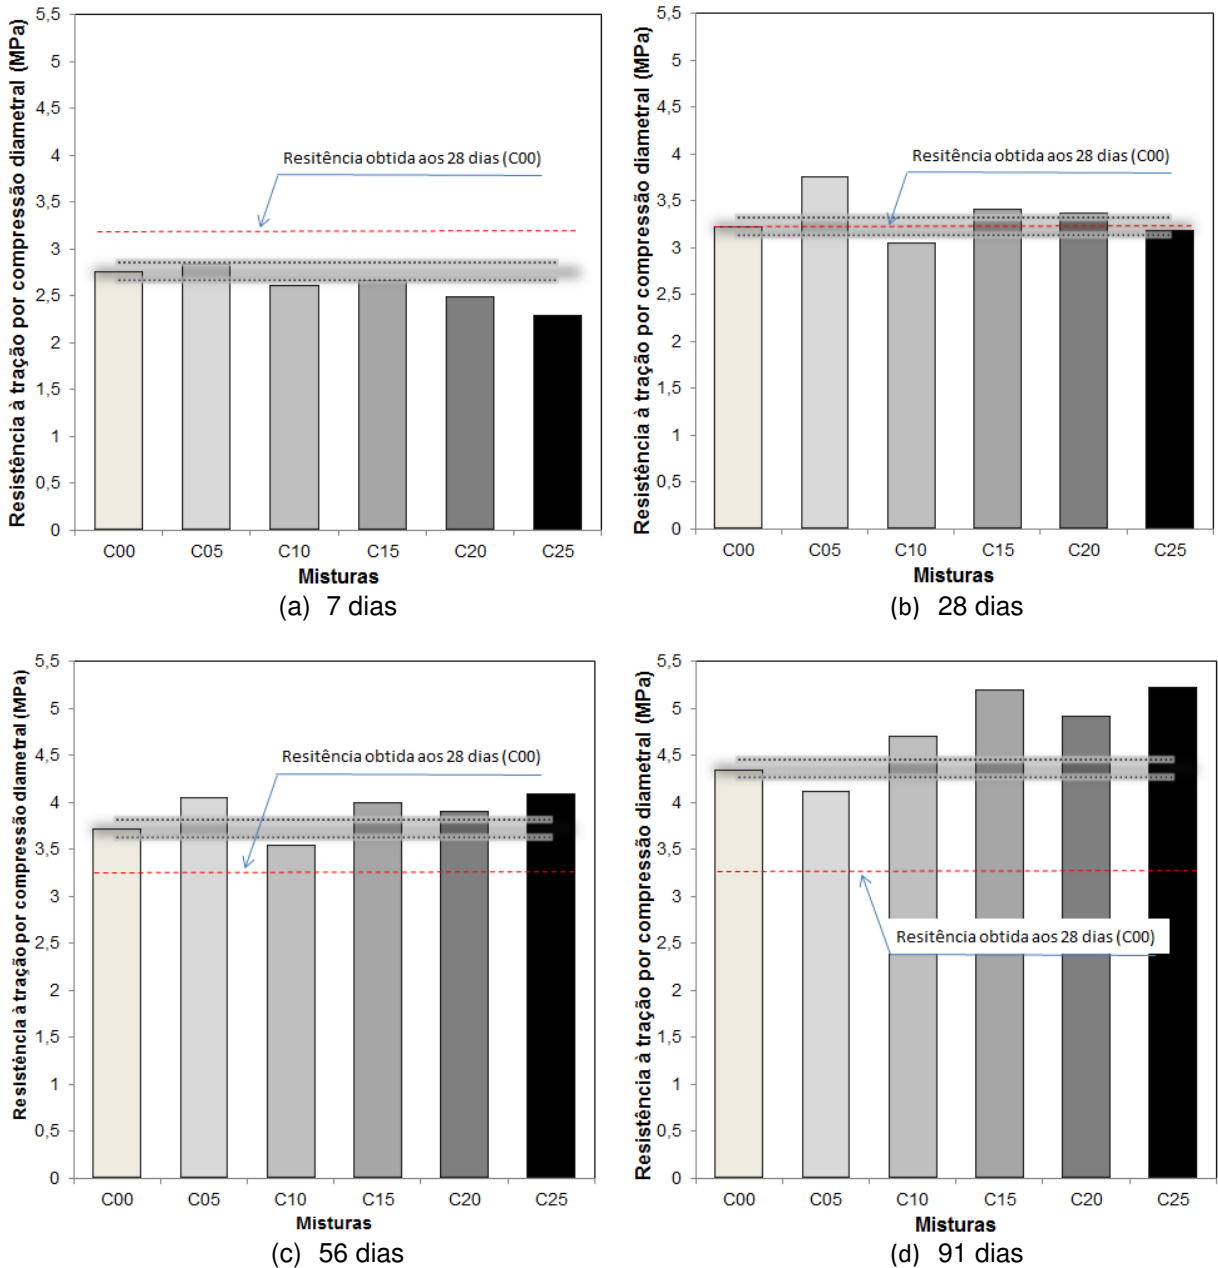 Resistência à tração por compressão diametral (MPa)
5,5
5
4,5
4
3,5
3
2,5
2
1,5
1
0,5
0
Resitência obtida aos 28 dias (C00)
C00 C05 C10 C15 C20 C25
Misturas
(a) 7 dias
Resistência à tração por compressão diametral (MPa)
5,5
5
4,5
4
3,5
3
2,5
2
1,5
1
0,5
0
Resitência obtida aos 28 dias (C00)
C00 C05 C10 C15 C20 C25
Misturas
(b) 28 dias
Resistência à tração por compressão diametral (MPa)
5,5
5
4,5
4
3,5
3
2,5
2
1,5
1
0,5
0
Resitência obtida aos 28 dias (C00)
C00 C05 C10 C15 C20 C25
Misturas
(c) 56 dias
Resistência à tração por compressão diametral (MPa)
5,5
5
4,5
4
3,5
3
2,5
2
1,5
1
0,5
0
Resitência obtida aos 28 dias (C00)
C00 C05 C10 C15 C20 C25
Misturas
(d) 91 dias